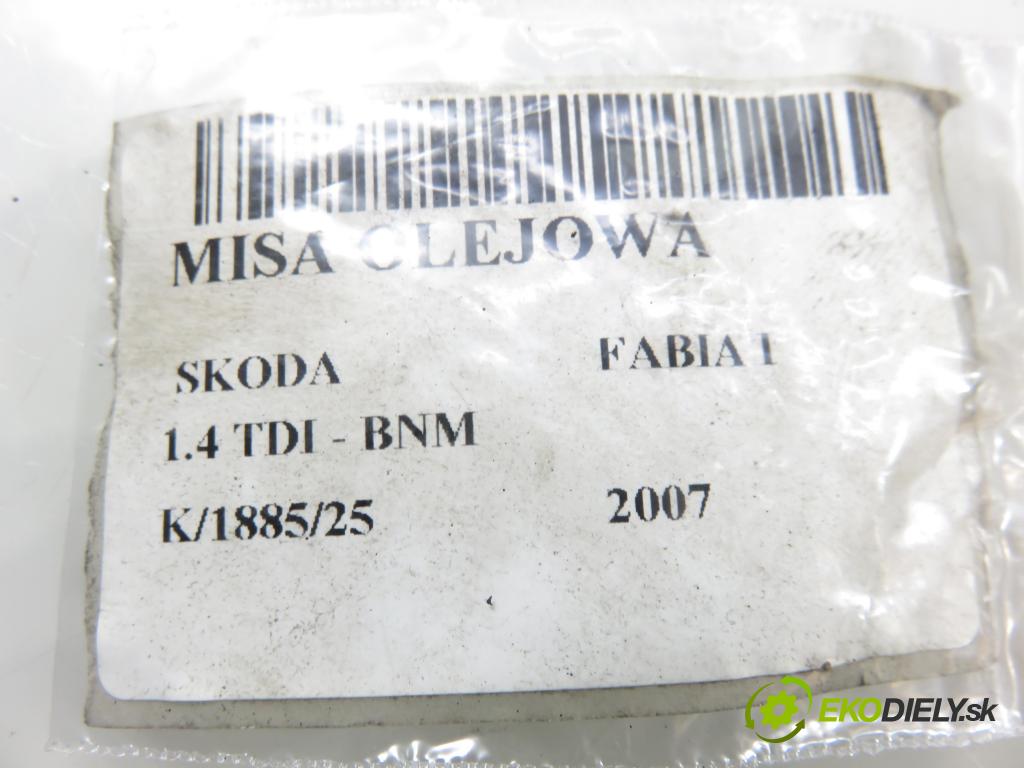 MISA OLEJOWA
SKODA FABIA I
1.4 TDI - BNM
K/1885/25 2007
EKODIELY.sk